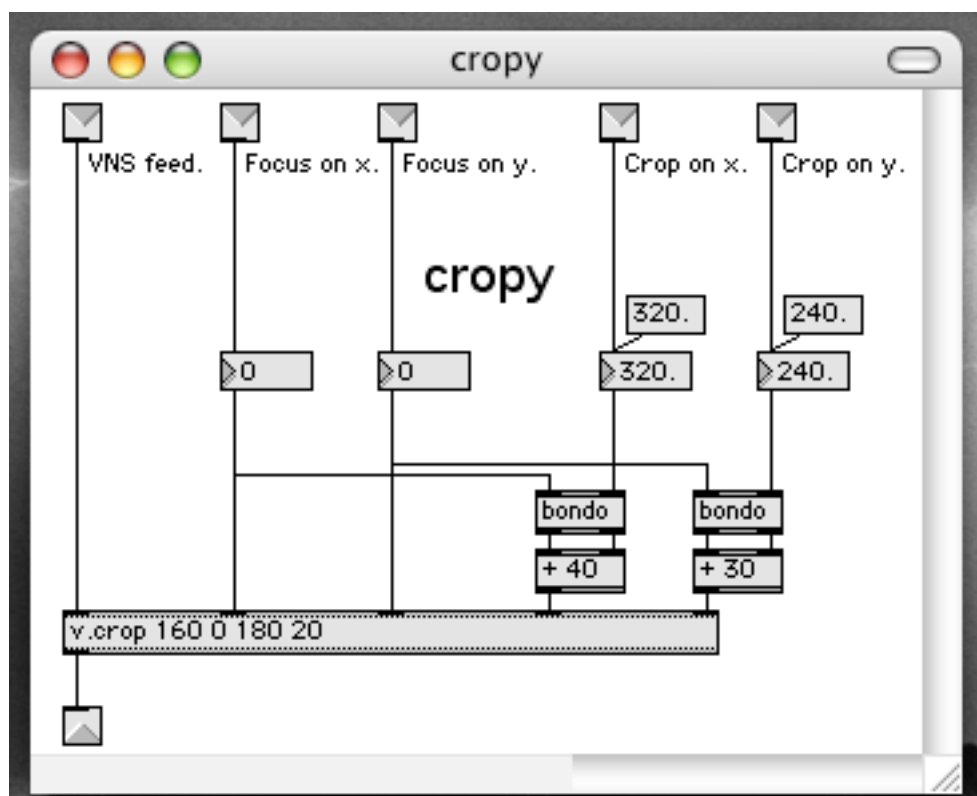 cropy
VNS feed.
Focus on x.
Focus on y.
Crop on x.
Crop on y.
cropy
320.
240.
0
0
320.
240.
bondo
bondo
+ 40
+ 30
v.crop 160 0 180 20